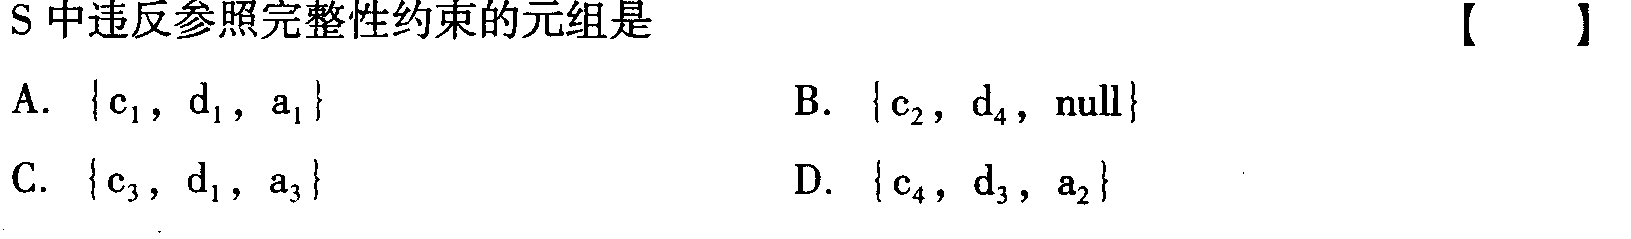 S 中违反参照完整性约束的元组是 【 】
A. {c₁, d₁, a₁} B. {c₂, d₄, null}
C. {c₃, d₁, a₃} D. {c₄, d₃, a₂}